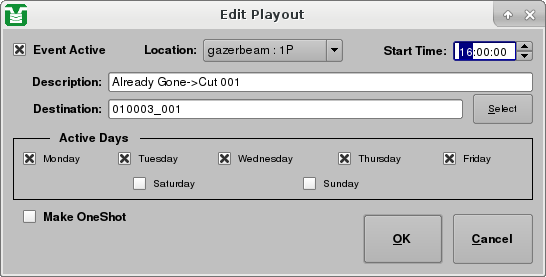 Edit Playout
Event Active Location: gazerbeam : 1P Start Time: 16:00:00
Description: Already Gone->Cut 001
Destination: 010003_001 Select
Active Days
Monday Tuesday Wednesday Thursday Friday
Saturday Sunday
Make OneShot
OK Cancel